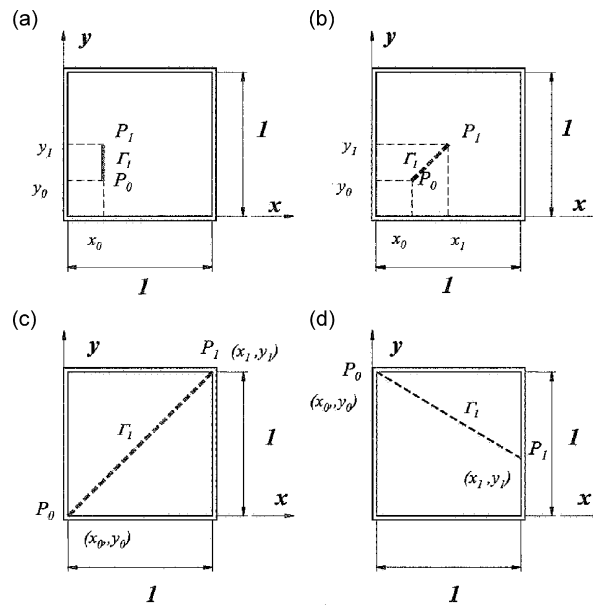 (a)
y
P1
y1
Γ1
1
P0
y0
x
x0
1
(b)
y
P1
y1
Γ1
1
P0
y0
x
x0 x1
1
(c)
y
P1 (x1, y1)
Γ1
1
x
P0
(x0, y0)
1
(d)
y
P0
(x0, y0)
Γ1
1
P1
(x1, y1)
x
1